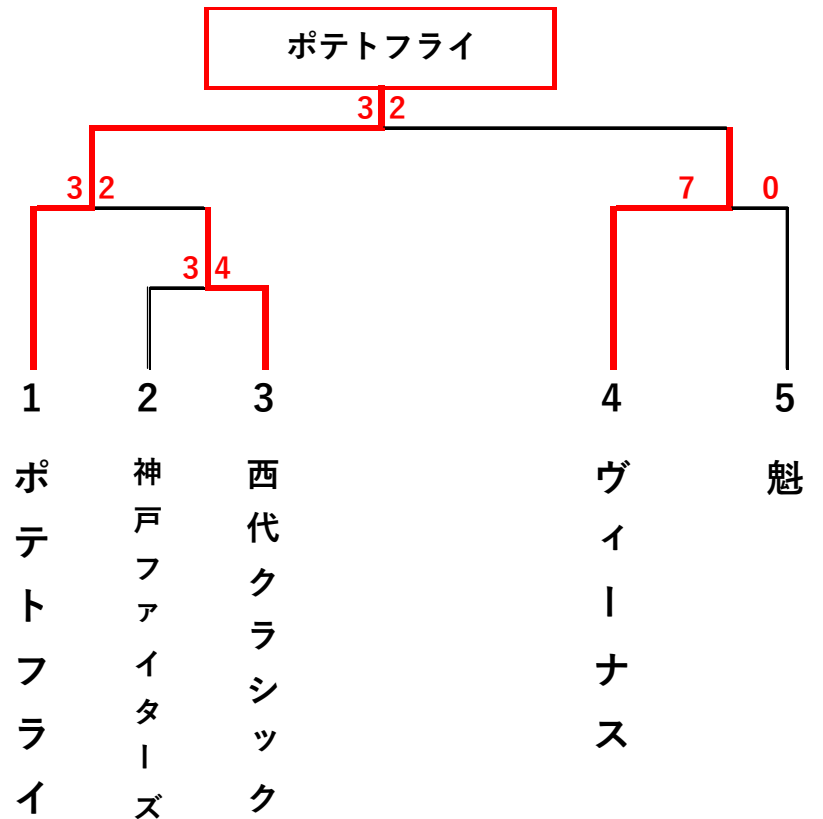 ポテトフライ
3 2
3 2
7 0
3 4
1 2 3 4 5
ポテトフライ
神戸ファイターズ
西代クラシック
ヴィーナス
魁